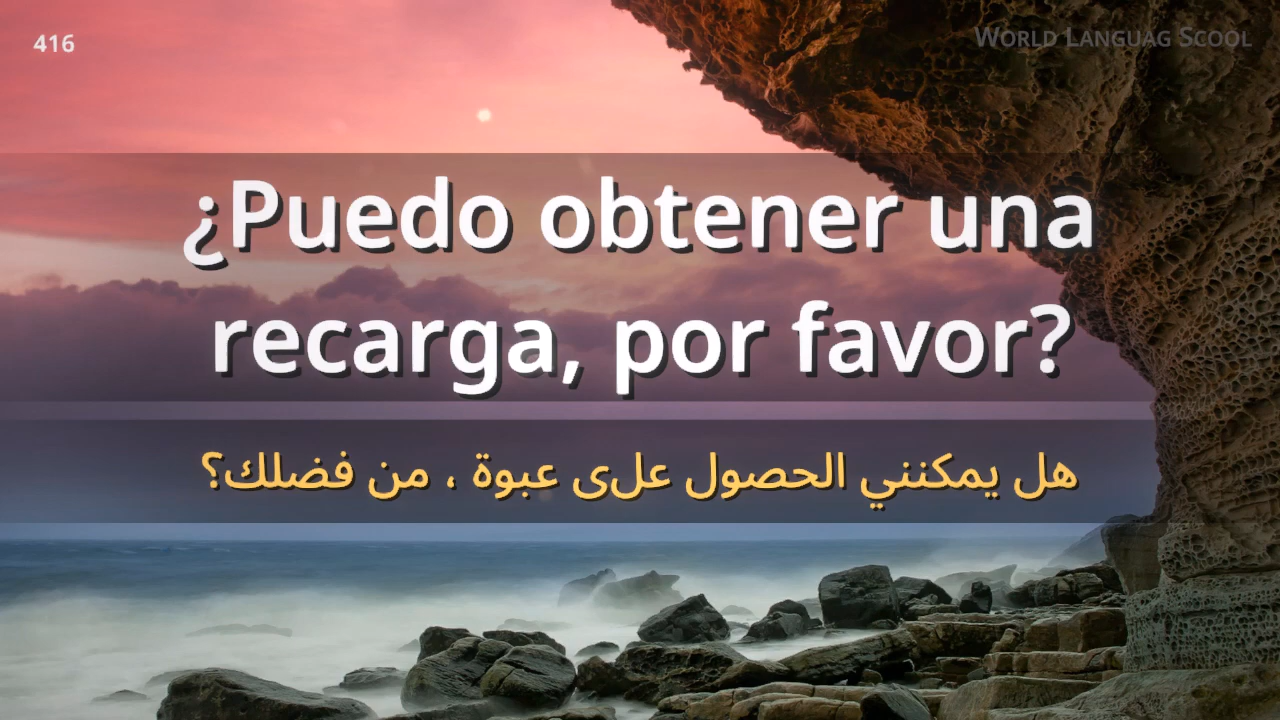 416
World Languag Scool
¿Puedo obtener una
recarga, por favor?
هل يمكنني الحصول على عبوة ، من فضلك؟